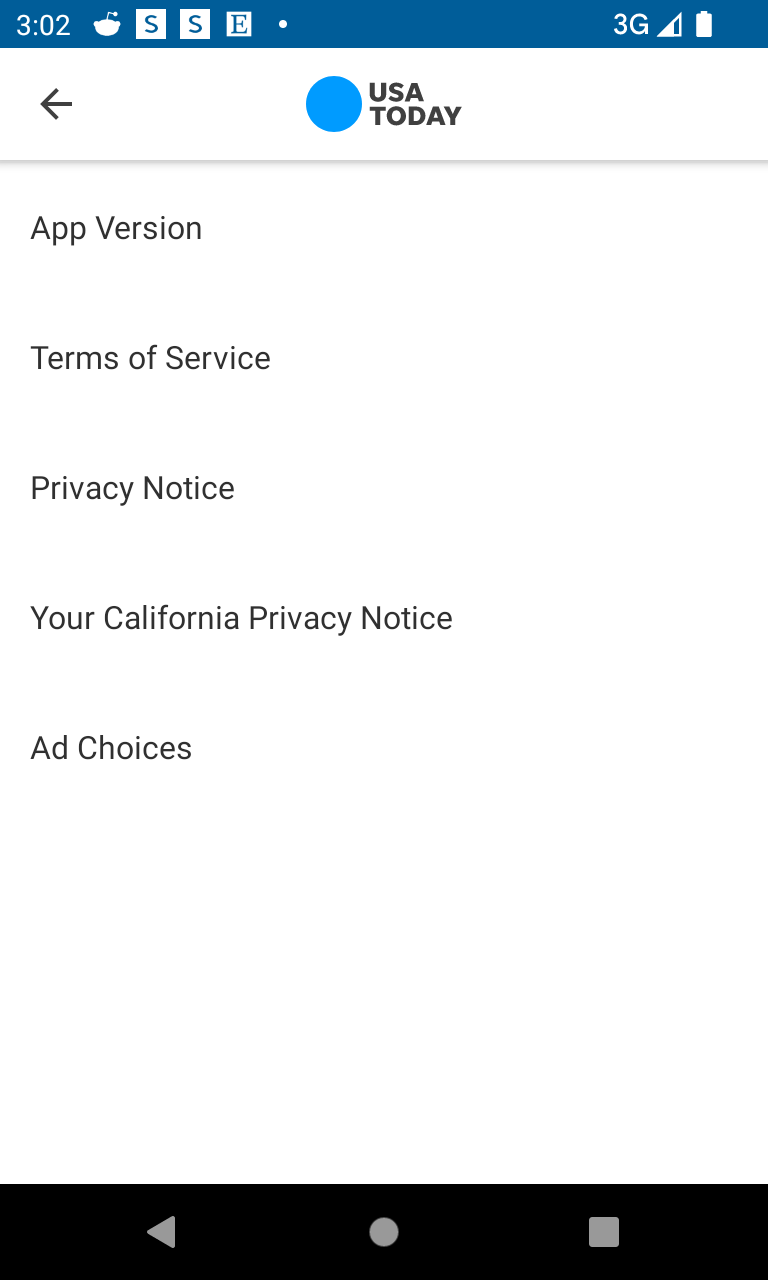 3:02 S S E 3G
USA
TODAY
App Version
Terms of Service
Privacy Notice
Your California Privacy Notice
Ad Choices